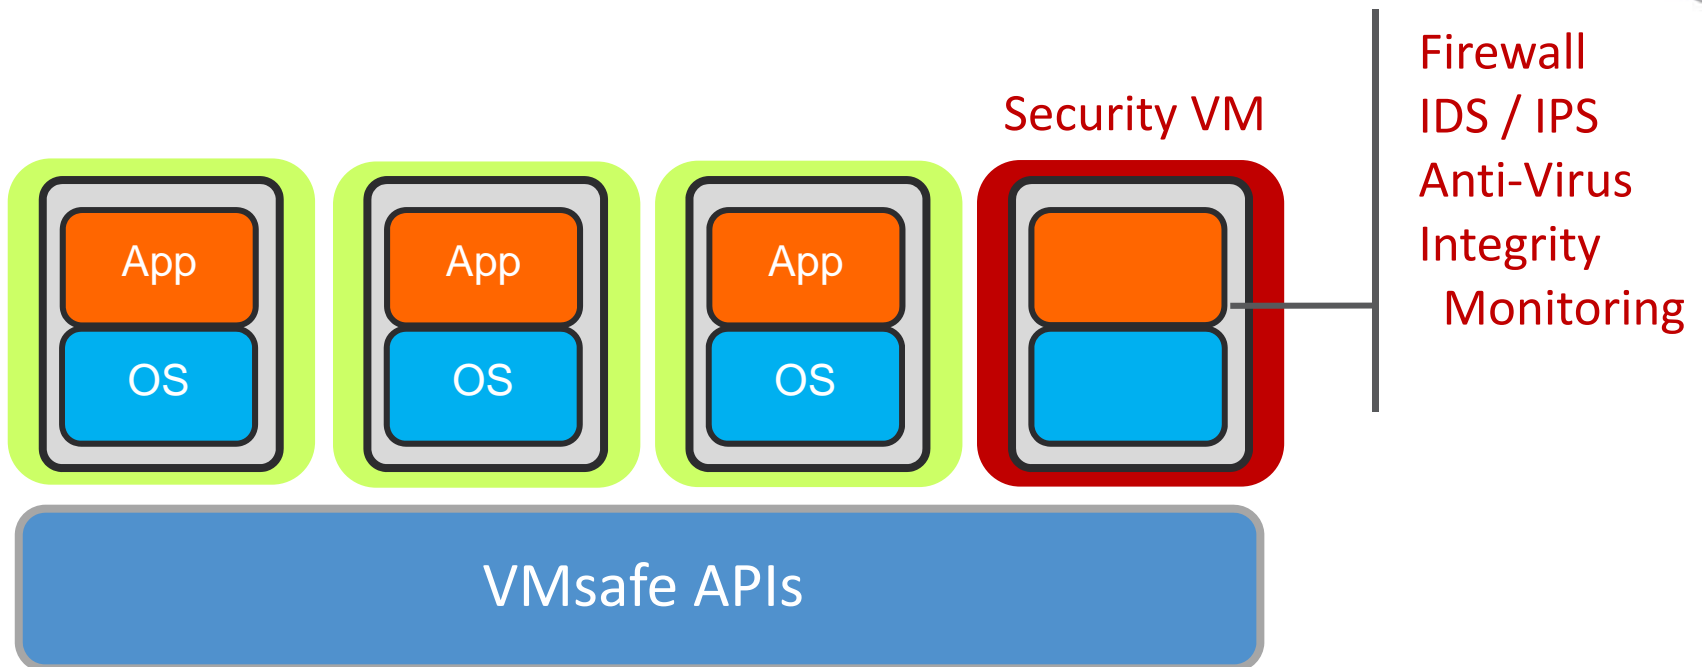 Firewall
IDS / IPS
Anti-Virus
Integrity
Monitoring
Security VM
App
App
App
OS
OS
OS
VMsafe APIs